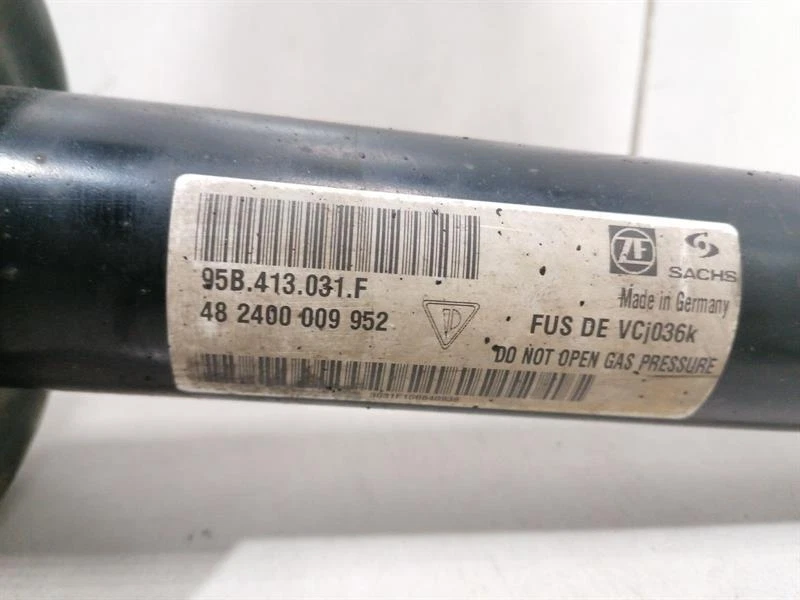 95B.413.031.F
48 2400 009 952
ZF
SACHS
Made in Germany
FUS DE VCj036k
DO NOT OPEN GAS PRESSURE